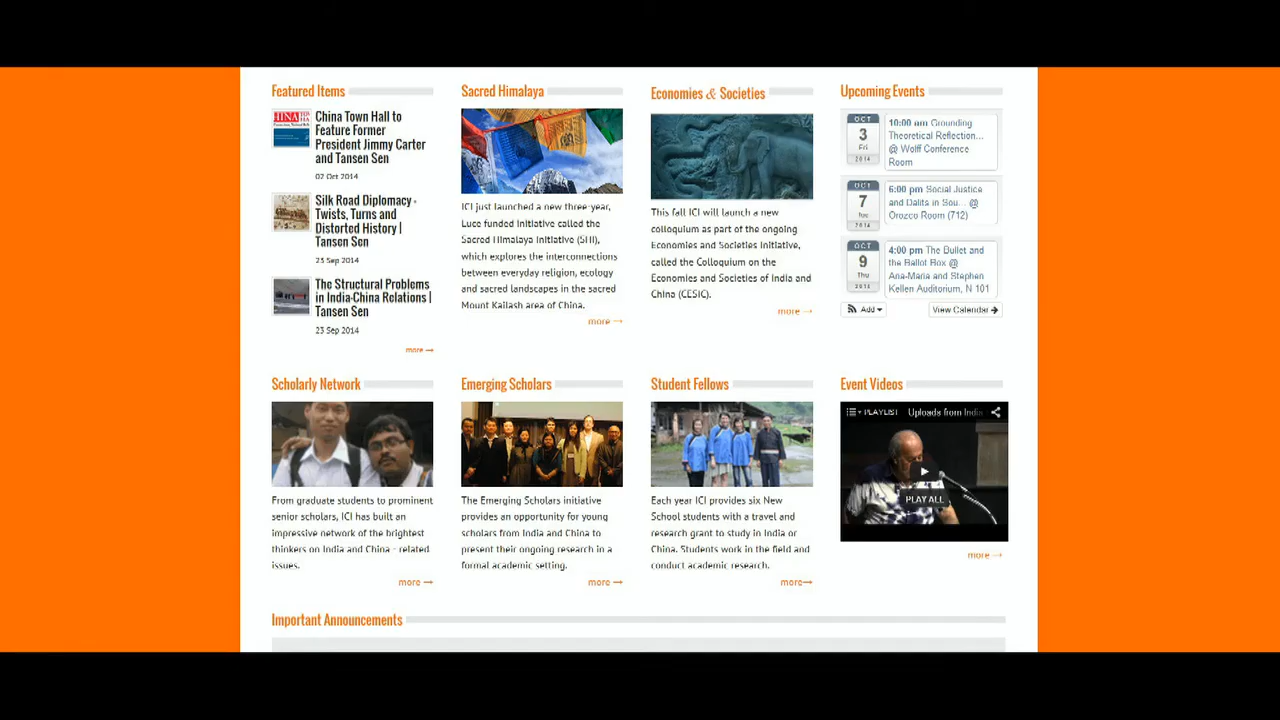 Featured Items
China Town Hall to
Feature Former
President Jimmy Carter
and Tansen Sen
02 Oct 2014
Silk Road Diplomacy -
Twists, Turns and
Distorted History |
Tansen Sen
23 Sep 2014
The Structural Problems
in India-China Relations |
Tansen Sen
23 Sep 2014
more →
Sacred Himalaya
ICI just launched a new three-year,
Luce funded initiative called the
Sacred Himalaya Initiative (SHI),
which explores the interconnections
between everyday religion, ecology
and sacred landscapes in the sacred
Mount Kailash area of China.
more →
Economies & Societies
This fall ICI will launch a new
colloquium as part of the ongoing
Economies and Societies Initiative,
called the Colloquium on the
Economies and Societies of India and
China (CESIC).
more →
Upcoming Events
OCT
3
Fri
2014
10:00 am Grounding
Theoretical Reflection...
@ Wolff Conference
Room
OCT
7
Tue
2014
6:00 pm Social Justice
and Dalits in Sou... @
Orozco Room (712)
OCT
9
Thu
2014
4:00 pm The Bullet and
the Ballot Box @
Ana-Maria and Stephen
Kellen Auditorium, N 101
Add
View Calendar →
Scholarly Network
From graduate students to prominent
senior scholars, ICI has built an
impressive network of the brightest
thinkers on India and China - related
issues.
more →
Emerging Scholars
The Emerging Scholars initiative
provides an opportunity for young
scholars from India and China to
present their ongoing research in a
formal academic setting.
more →
Student Fellows
Each year ICI provides six New
School students with a travel and
research grant to study in India or
China. Students work in the field and
conduct academic research.
more→
Event Videos
PLAYLIST Uploads from India
PLAY ALL
more →
Important Announcements